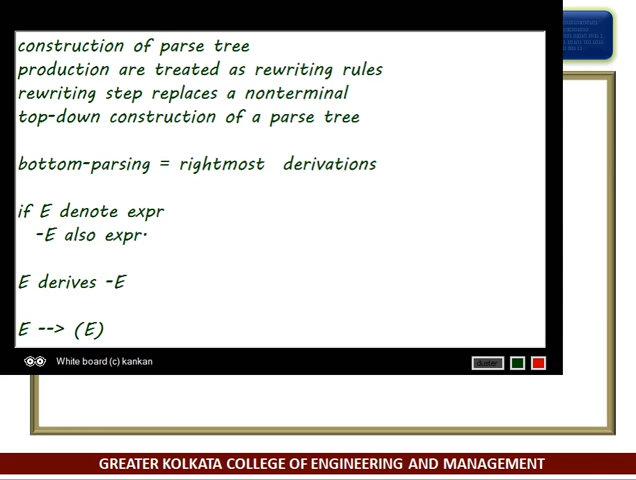 construction of parse tree
production are treated as rewriting rules
rewriting step replaces a nonterminal
top-down construction of a parse tree
bottom-parsing = rightmost derivations
if E denote expr
-E also expr.
E derives -E
E --> (E)
White board (c) kankan
duster
GREATER KOLKATA COLLEGE OF ENGINEERING AND MANAGEMENT